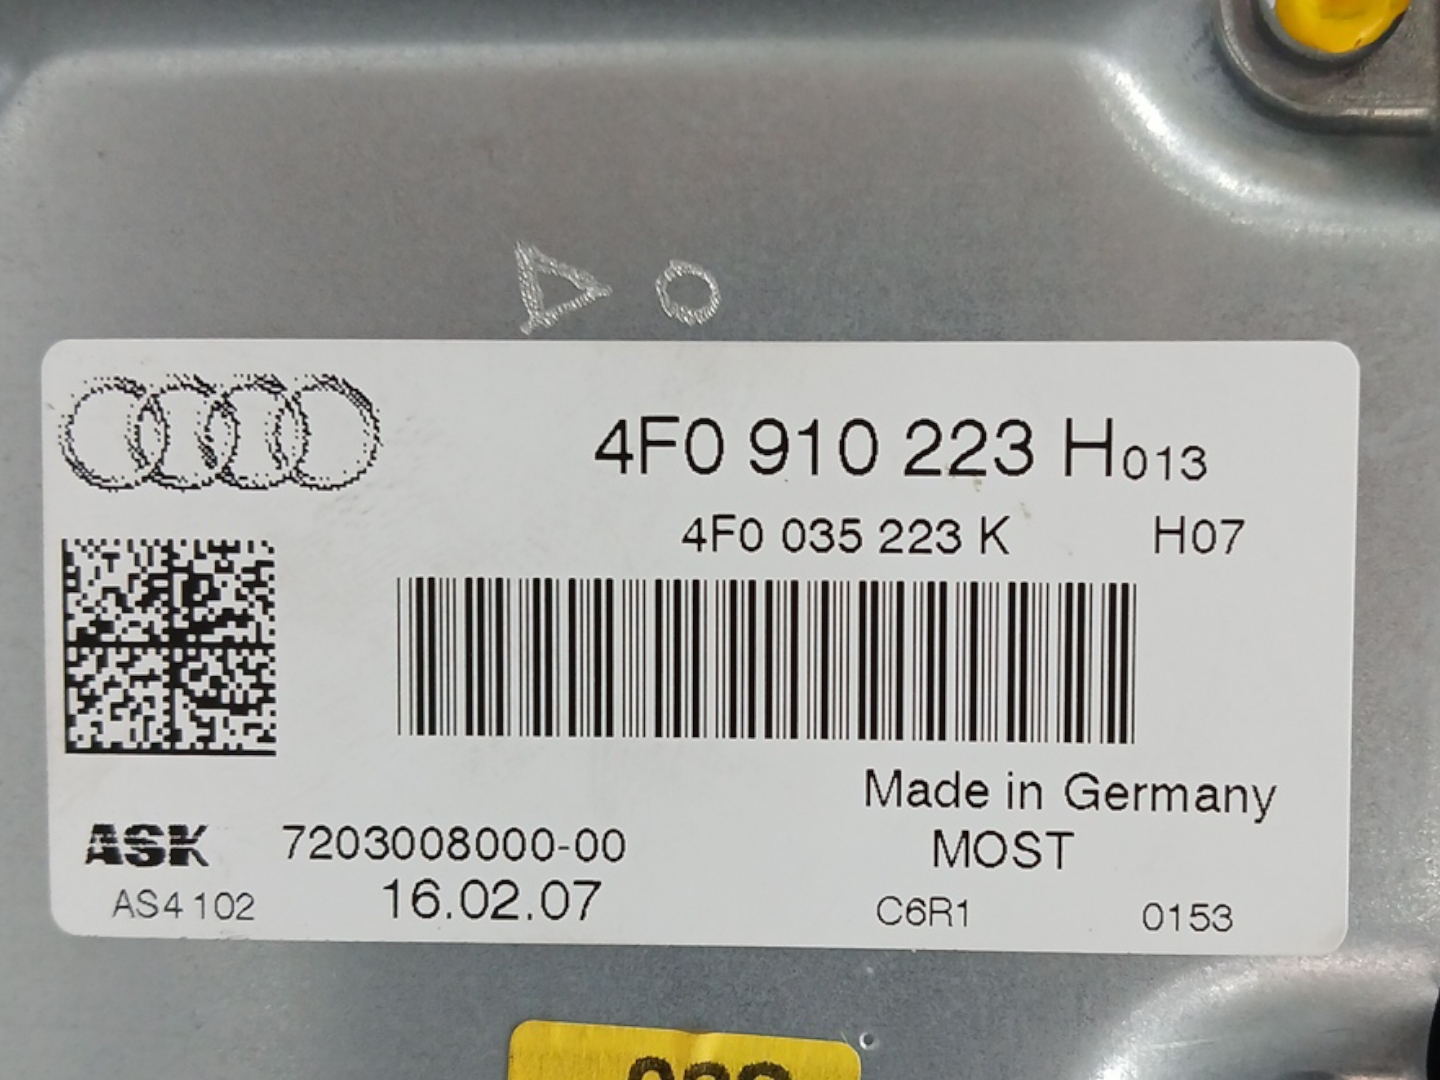 4F0 910 223 H013
4F0 035 223 K H07
Made in Germany
ASK 7203008000-00 MOST
AS4 102 16.02.07 C6R1 0153